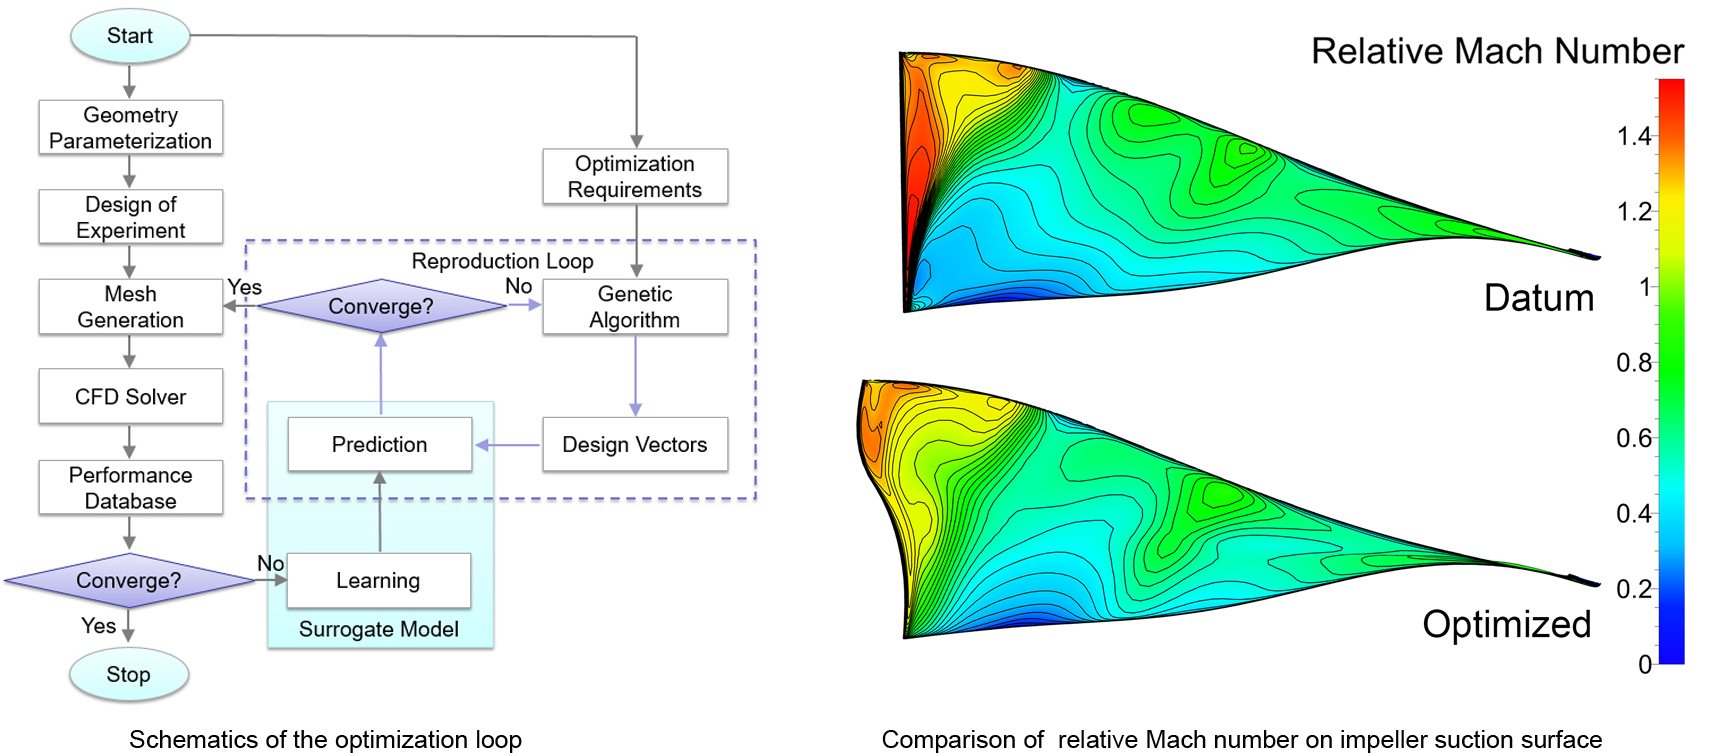 Start
Geometry
Parameterization
Design of
Experiment
Mesh
Generation
CFD Solver
Performance
Database
Converge?
Yes
Stop
No
Learning
Surrogate Model
Prediction
Reproduction Loop
Converge?
Yes
No
Optimization
Requirements
Genetic
Algorithm
Design Vectors
Schematics of the optimization loop
Relative Mach Number
1.4
1.2
1
0.8
0.6
0.4
0.2
0
Datum
Optimized
Comparison of relative Mach number on impeller suction surface